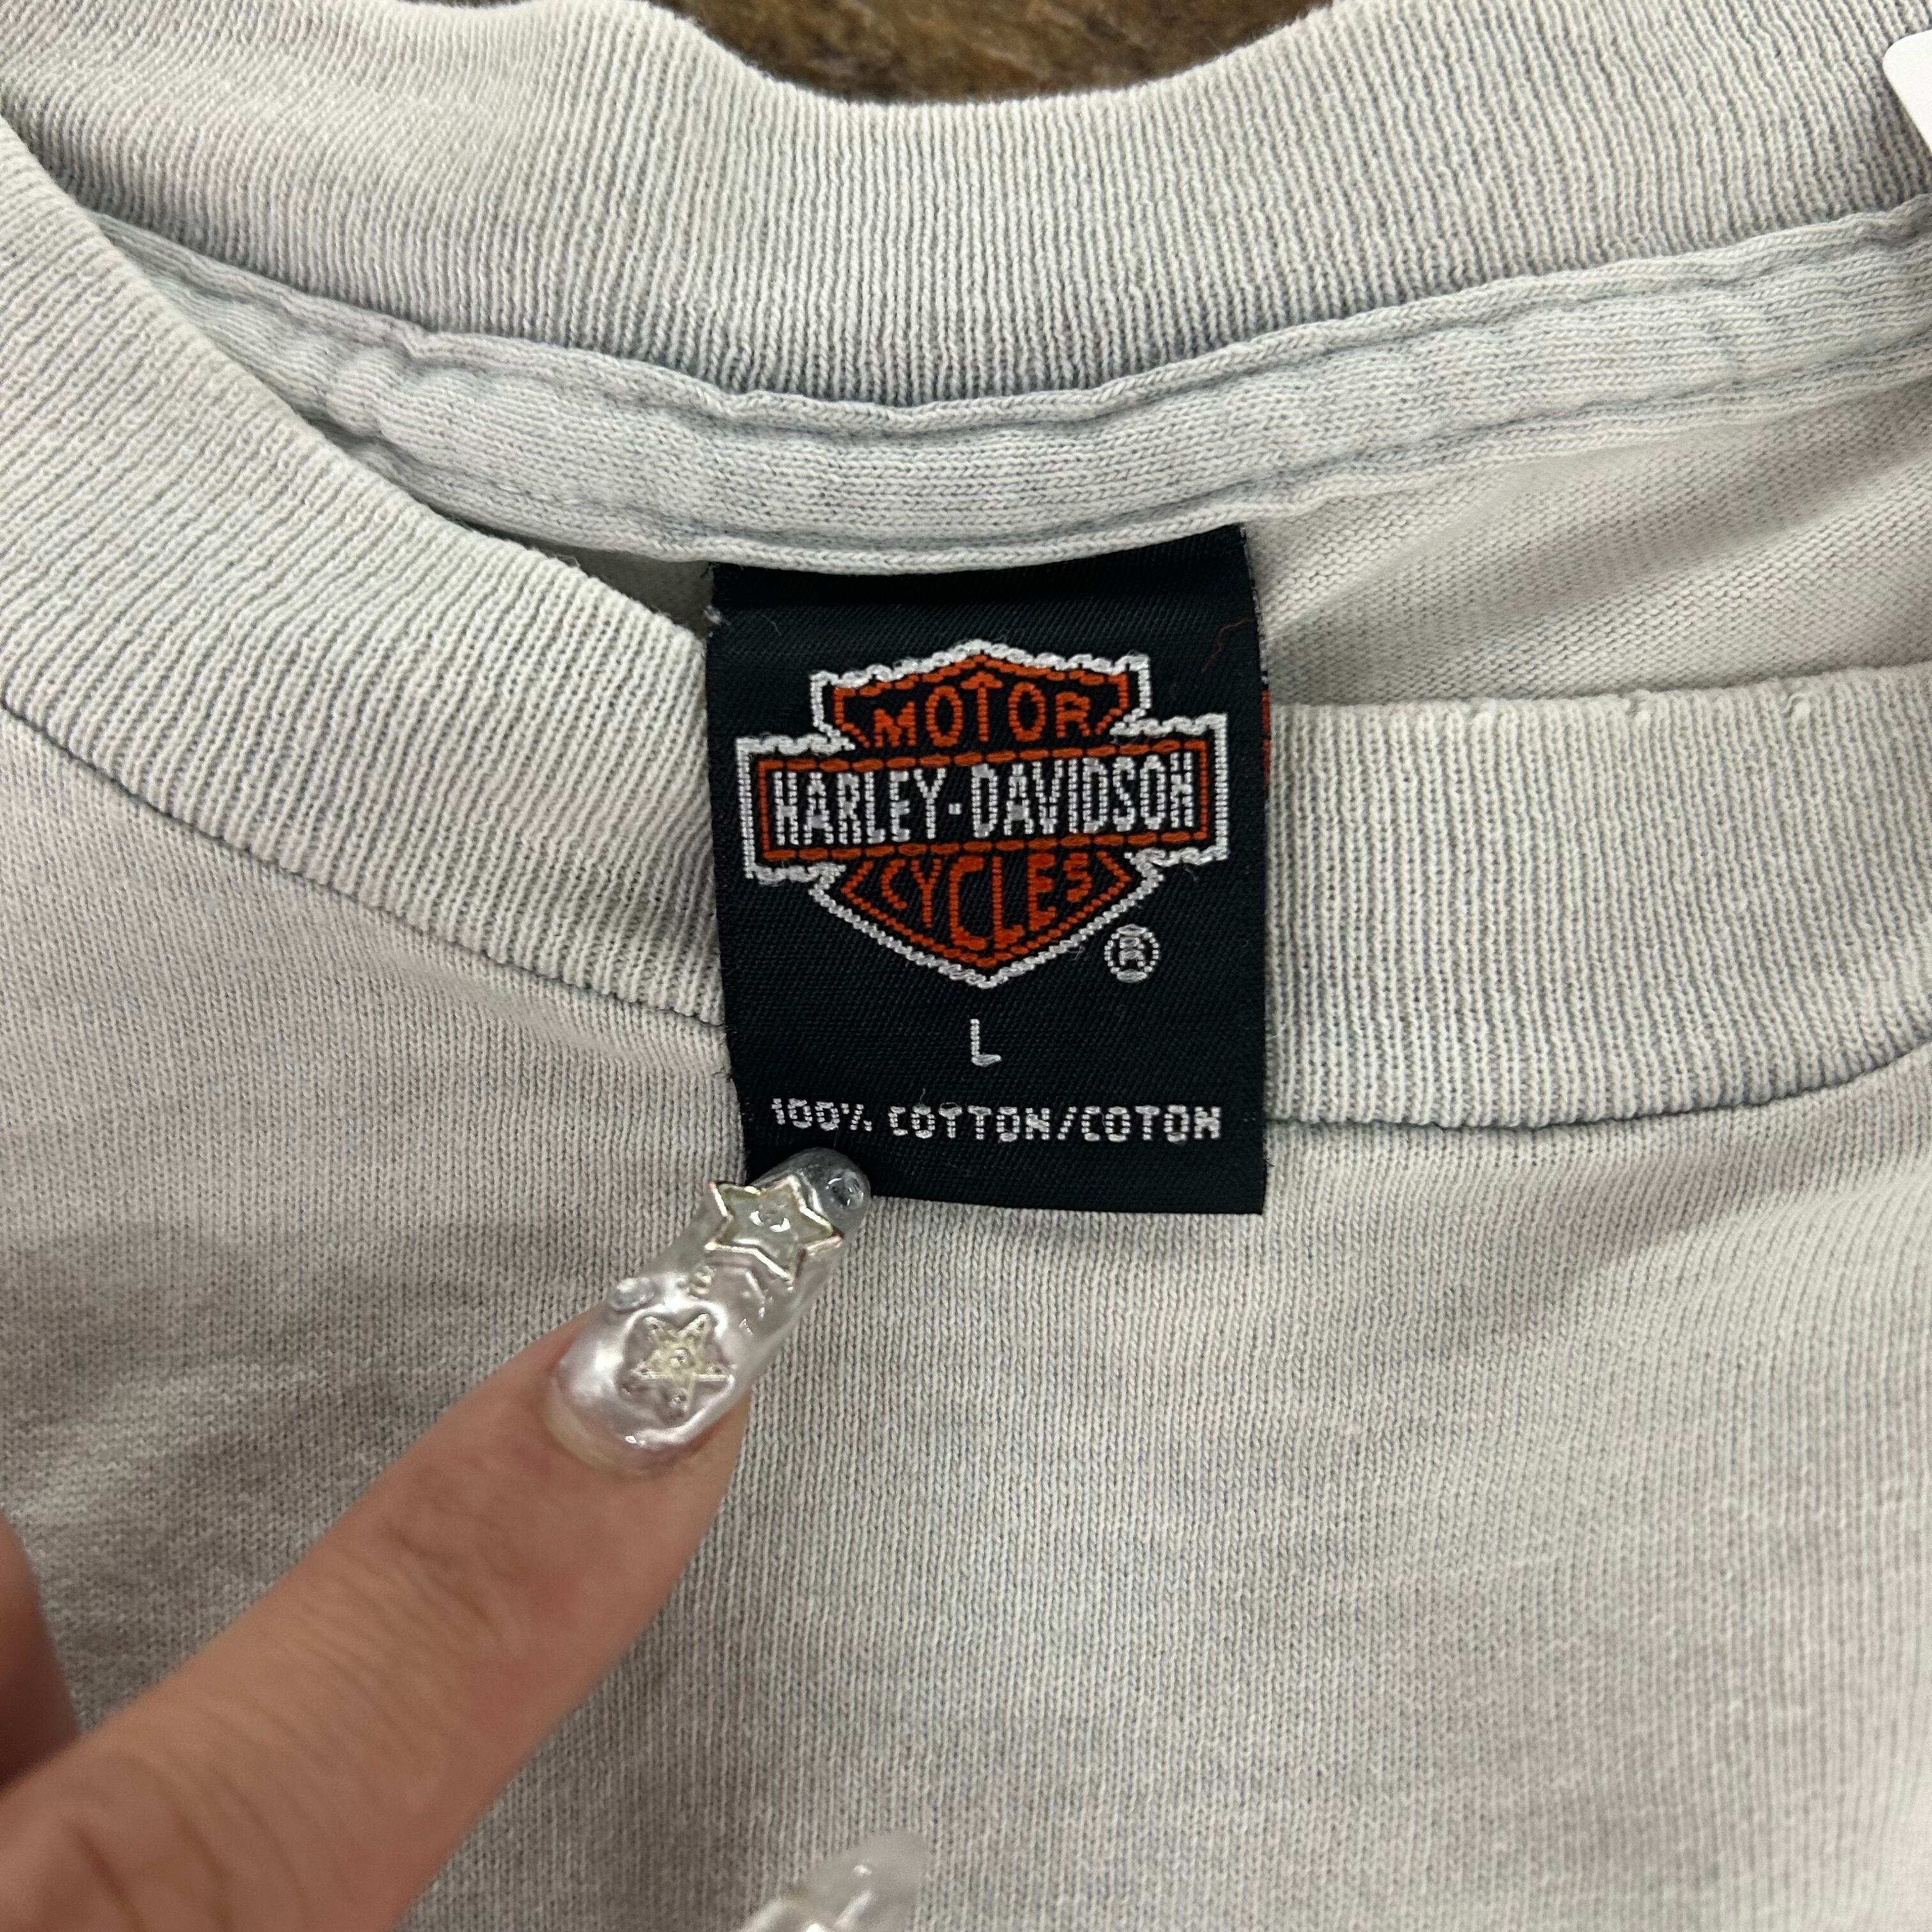 MOTOR
HARLEY-DAVIDSON
CYCLES
®
L
100% COTTON/COTON